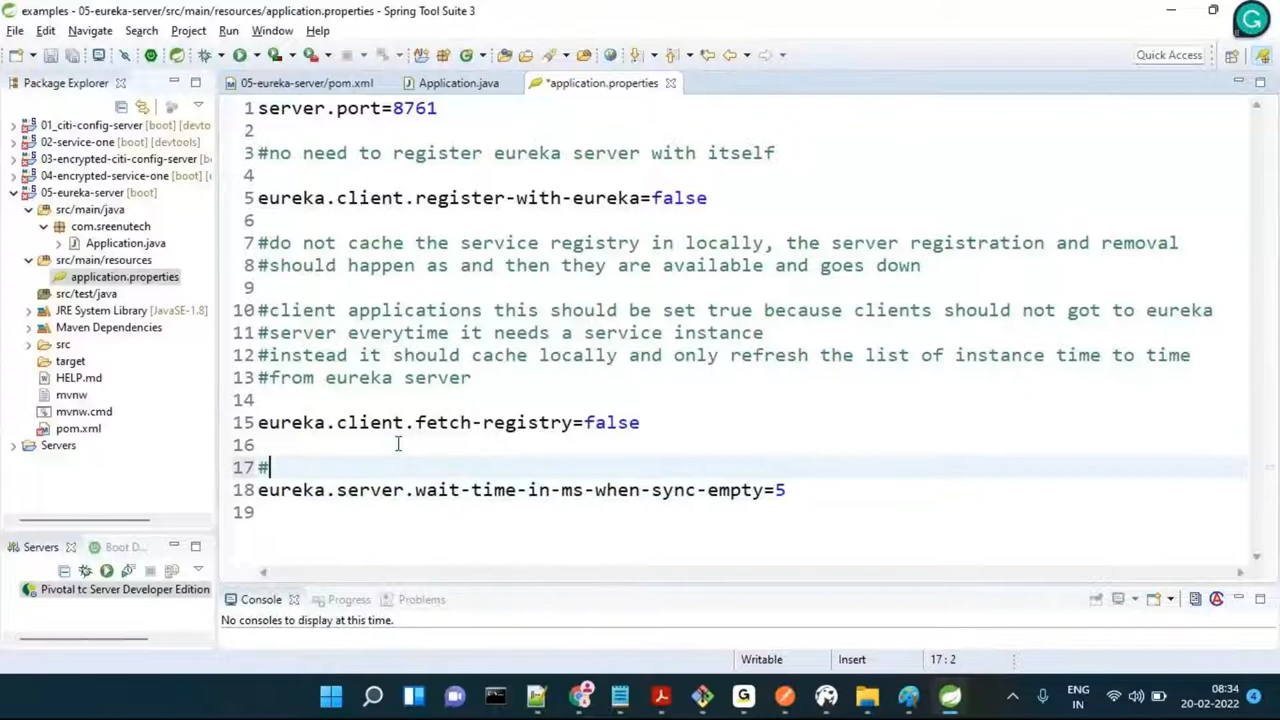 examples - 05-eureka-server/src/main/resources/application.properties - Spring Tool Suite 3
File Edit Navigate Search Project Run Window Help
Quick Access
Package Explorer
05-eureka-server/pom.xml
Application.java
*application.properties
01_citi-config-server [boot] [devto
02-service-one [boot] [devtools]
03-encrypted-citi-config-server [b
04-encrypted-service-one [boot]
05-eureka-server [boot]
src/main/java
com.sreenutech
Application.java
src/main/resources
application.properties
src/test/java
JRE System Library [JavaSE-1.8]
Maven Dependencies
src
target
HELP.md
mvnw
mvnw.cmd
pom.xml
Servers
1 server.port=8761
2
3 #no need to register eureka server with itself
4
5 eureka.client.register-with-eureka=false
6
7 #do not cache the service registry in locally, the server registration and removal
8 #should happen as and then they are available and goes down
9
10 #client applications this should be set true because clients should not got to eureka
11 #server everytime it needs a service instance
12 #instead it should cache locally and only refresh the list of instance time to time
13 #from eureka server
14
15 eureka.client.fetch-registry=false
16
17 #
18 eureka.server.wait-time-in-ms-when-sync-empty=5
19
Servers
Boot D...
Pivotal tc Server Developer Edition
Console
Progress
Problems
No consoles to display at this time.
Writable
Insert
17 : 2
ENG
IN
08:34
20-02-2022
4